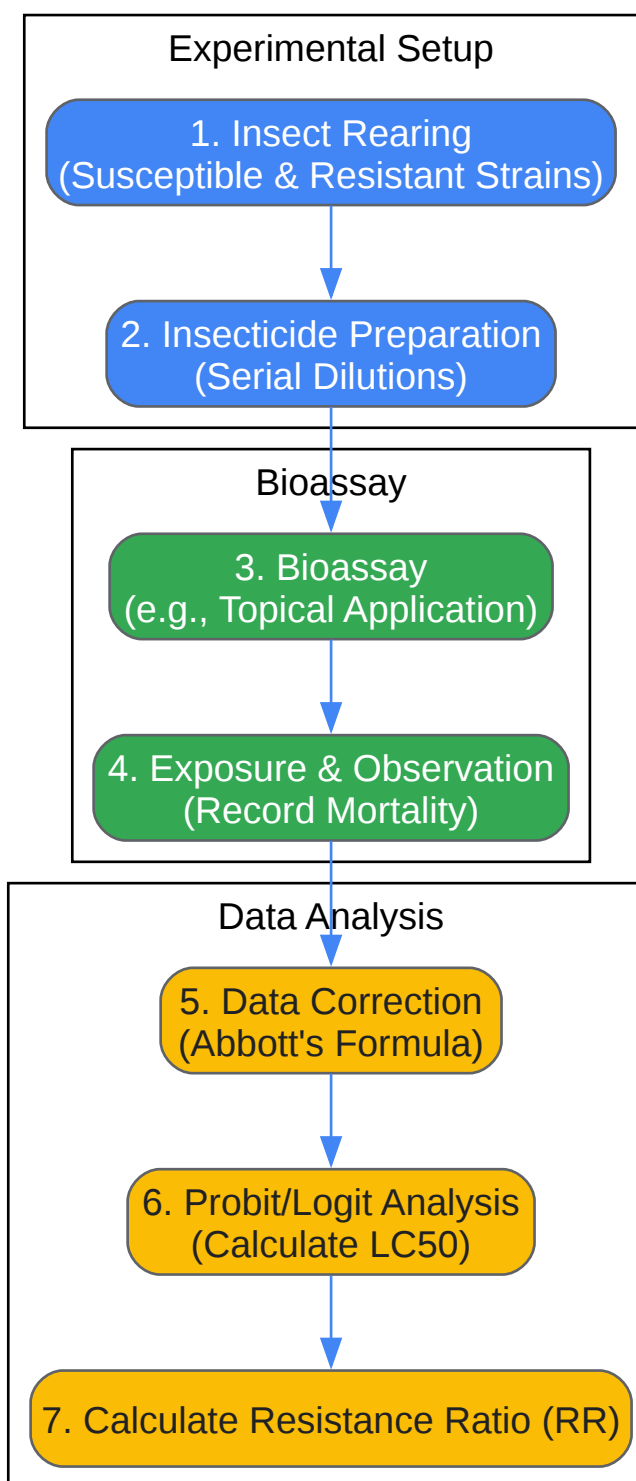 Experimental Setup
1. Insect Rearing
(Susceptible & Resistant Strains)
2. Insecticide Preparation
(Serial Dilutions)
Bioassay
3. Bioassay
(e.g., Topical Application)
4. Exposure & Observation
(Record Mortality)
Data Analysis
5. Data Correction
(Abbott's Formula)
6. Probit/Logit Analysis
(Calculate LC50)
7. Calculate Resistance Ratio (RR)